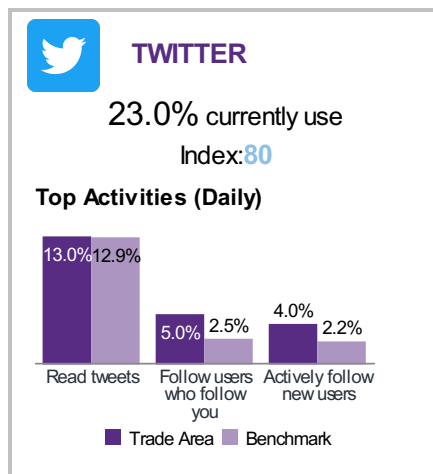 TWITTER
23.0% currently use
Index:80
Top Activities (Daily)
13.0% 12.9%
5.0% 2.5%
4.0% 2.2%
Read tweets
Follow users
who follow
you
Actively follow
new users
Trade Area Benchmark